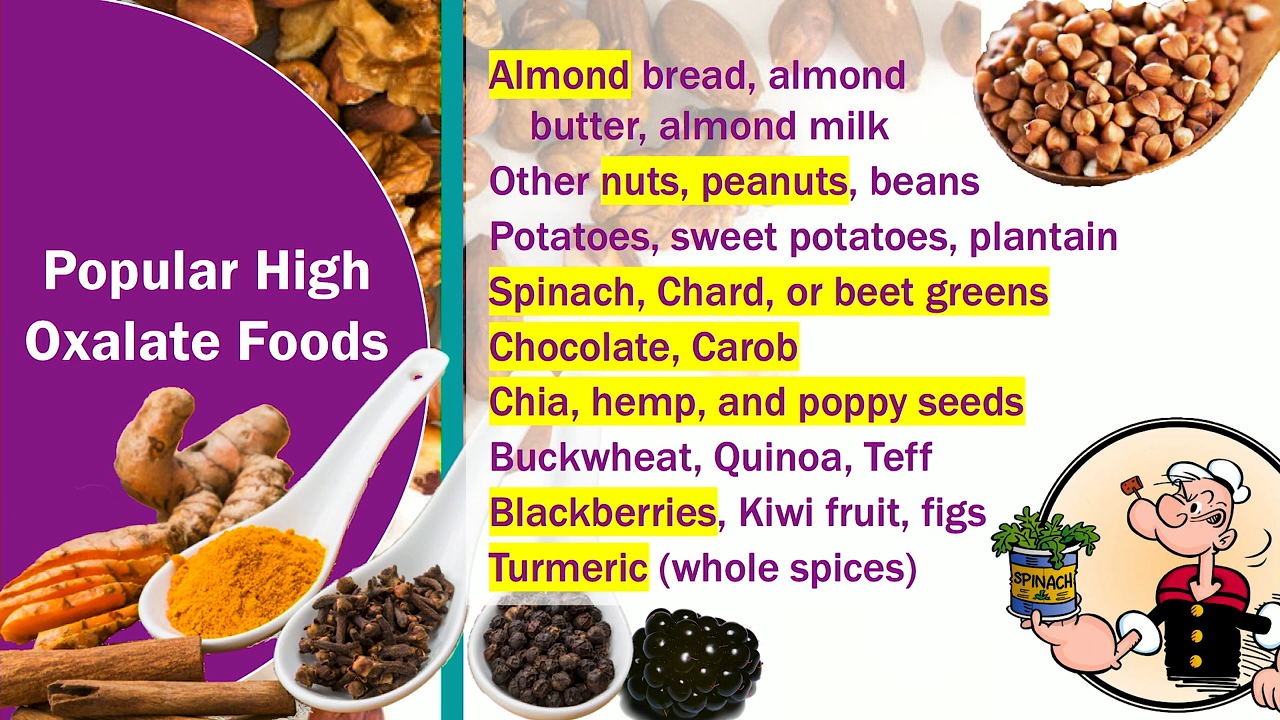 Popular High
Oxalate Foods
Almond bread, almond
butter, almond milk
Other nuts, peanuts, beans
Potatoes, sweet potatoes, plantain
Spinach, Chard, or beet greens
Chocolate, Carob
Chia, hemp, and poppy seeds
Buckwheat, Quinoa, Teff
Blackberries, Kiwi fruit, figs
Turmeric (whole spices)
SPINACH